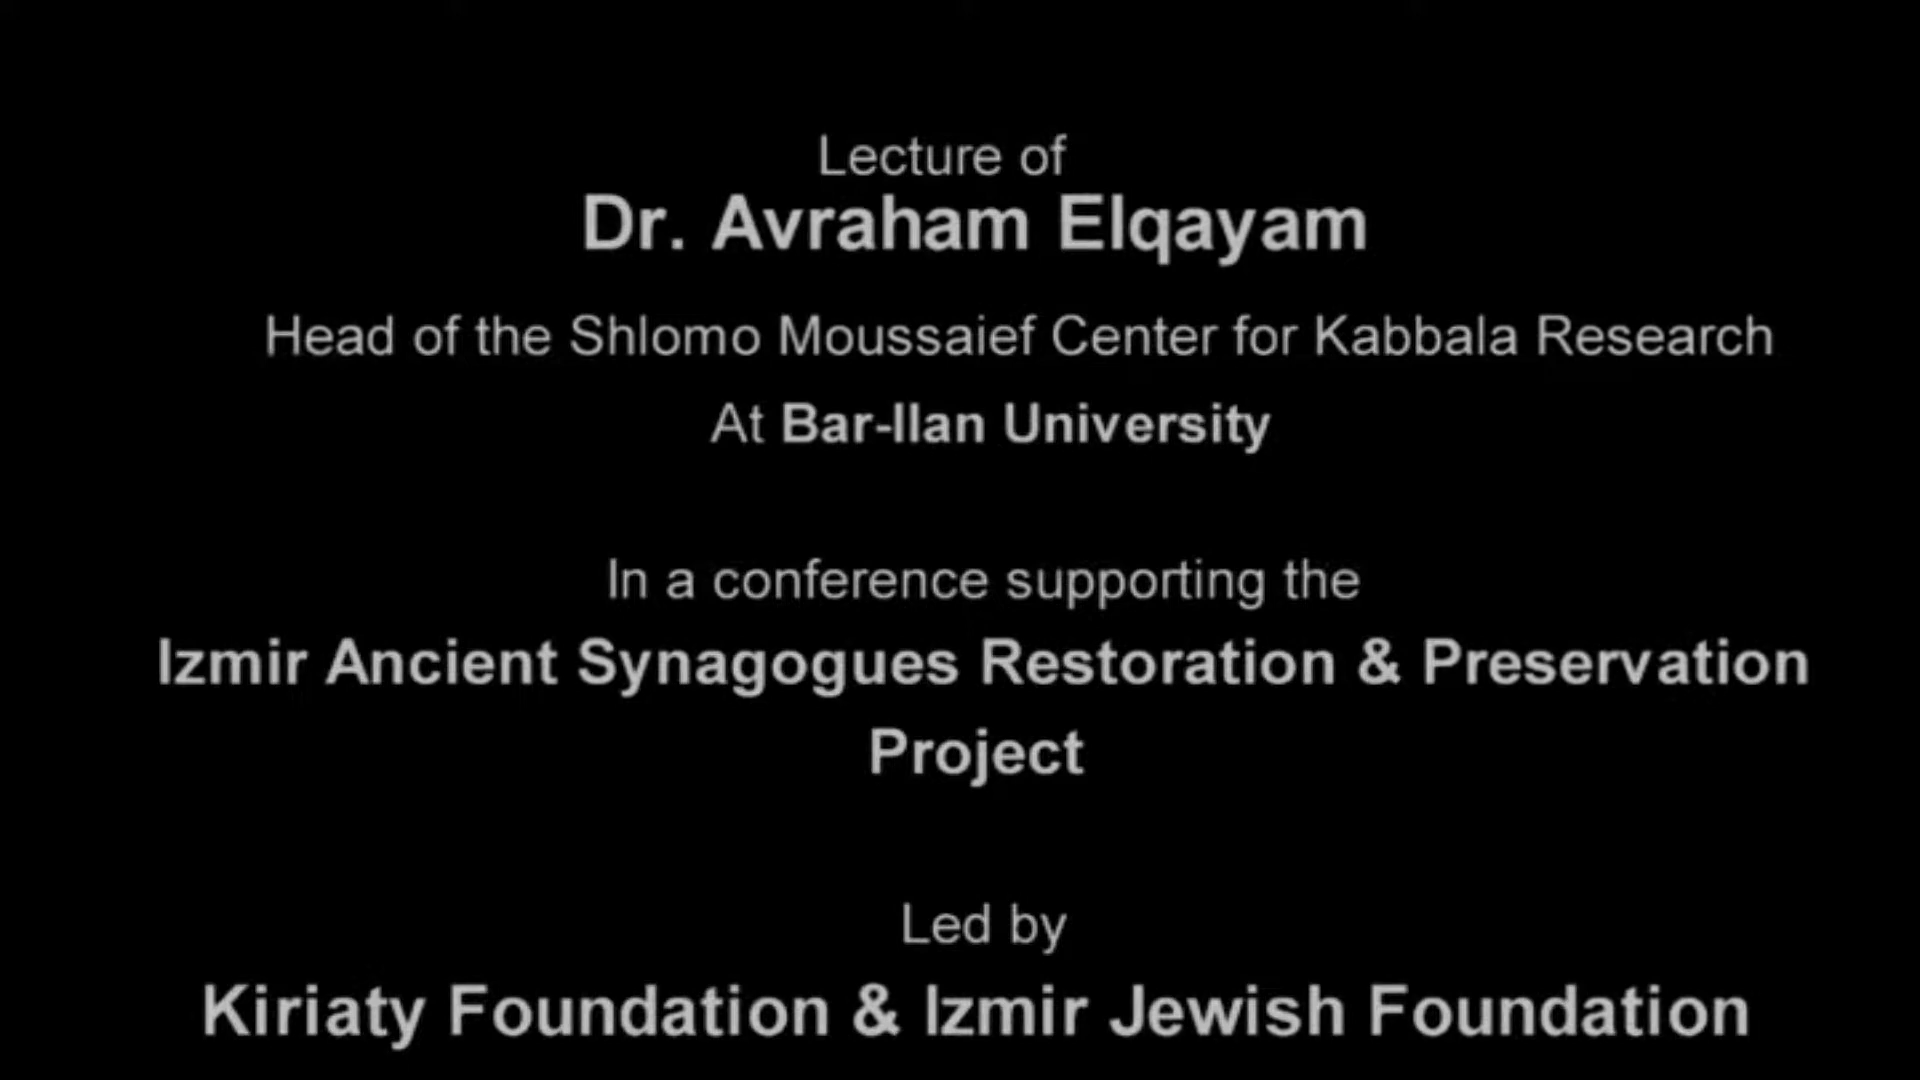 Lecture of
Dr. Avraham Elqayam
Head of the Shlomo Moussaief Center for Kabbala Research
At Bar-Ilan University
In a conference supporting the
Izmir Ancient Synagogues Restoration & Preservation
Project
Led by
Kiriaty Foundation & Izmir Jewish Foundation